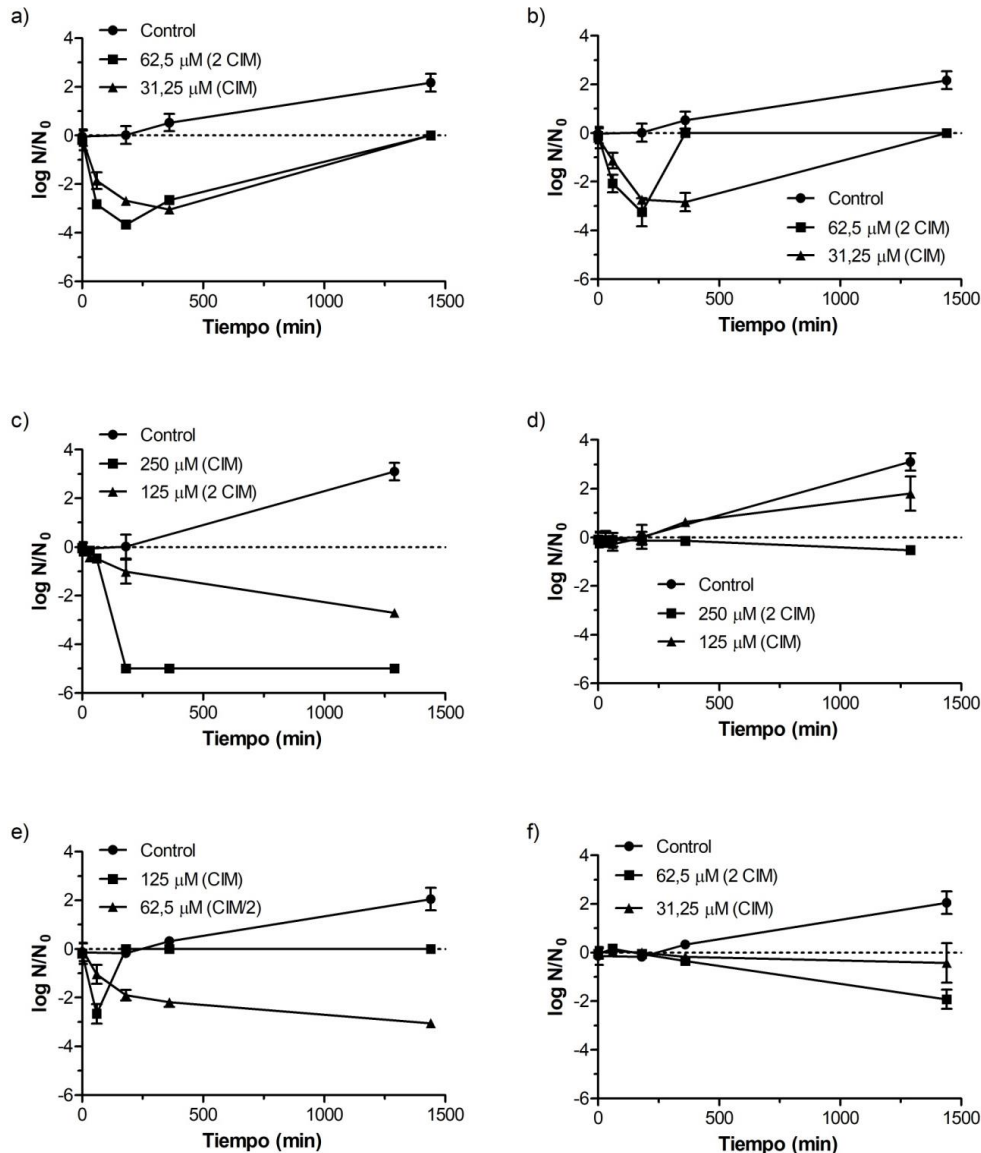 a)
Control
62,5 µM (2 CIM)
31,25 µM (CIM)
4
2
0
-2
-4
-6
log N/N0
0
500
1000
1500
Tiempo (min)
b)
4
2
0
-2
-4
-6
log N/N0
Control
62,5 µM (2 CIM)
31,25 µM (CIM)
0
500
1000
1500
Tiempo (min)
c)
Control
250 µM (CIM)
125 µM (2 CIM)
4
2
0
-2
-4
-6
log N/N0
0
500
1000
1500
Tiempo (min)
d)
4
2
0
-2
-4
-6
log N/N0
Control
250 µM (2 CIM)
125 µM (CIM)
0
500
1000
1500
Tiempo (min)
e)
Control
125 µM (CIM)
62,5 µM (CIM/2)
4
2
0
-2
-4
-6
log N/N0
0
500
1000
1500
Tiempo (min)
f)
Control
62,5 µM (2 CIM)
31,25 µM (CIM)
4
2
0
-2
-4
-6
log N/N0
0
500
1000
1500
Tiempo (min)